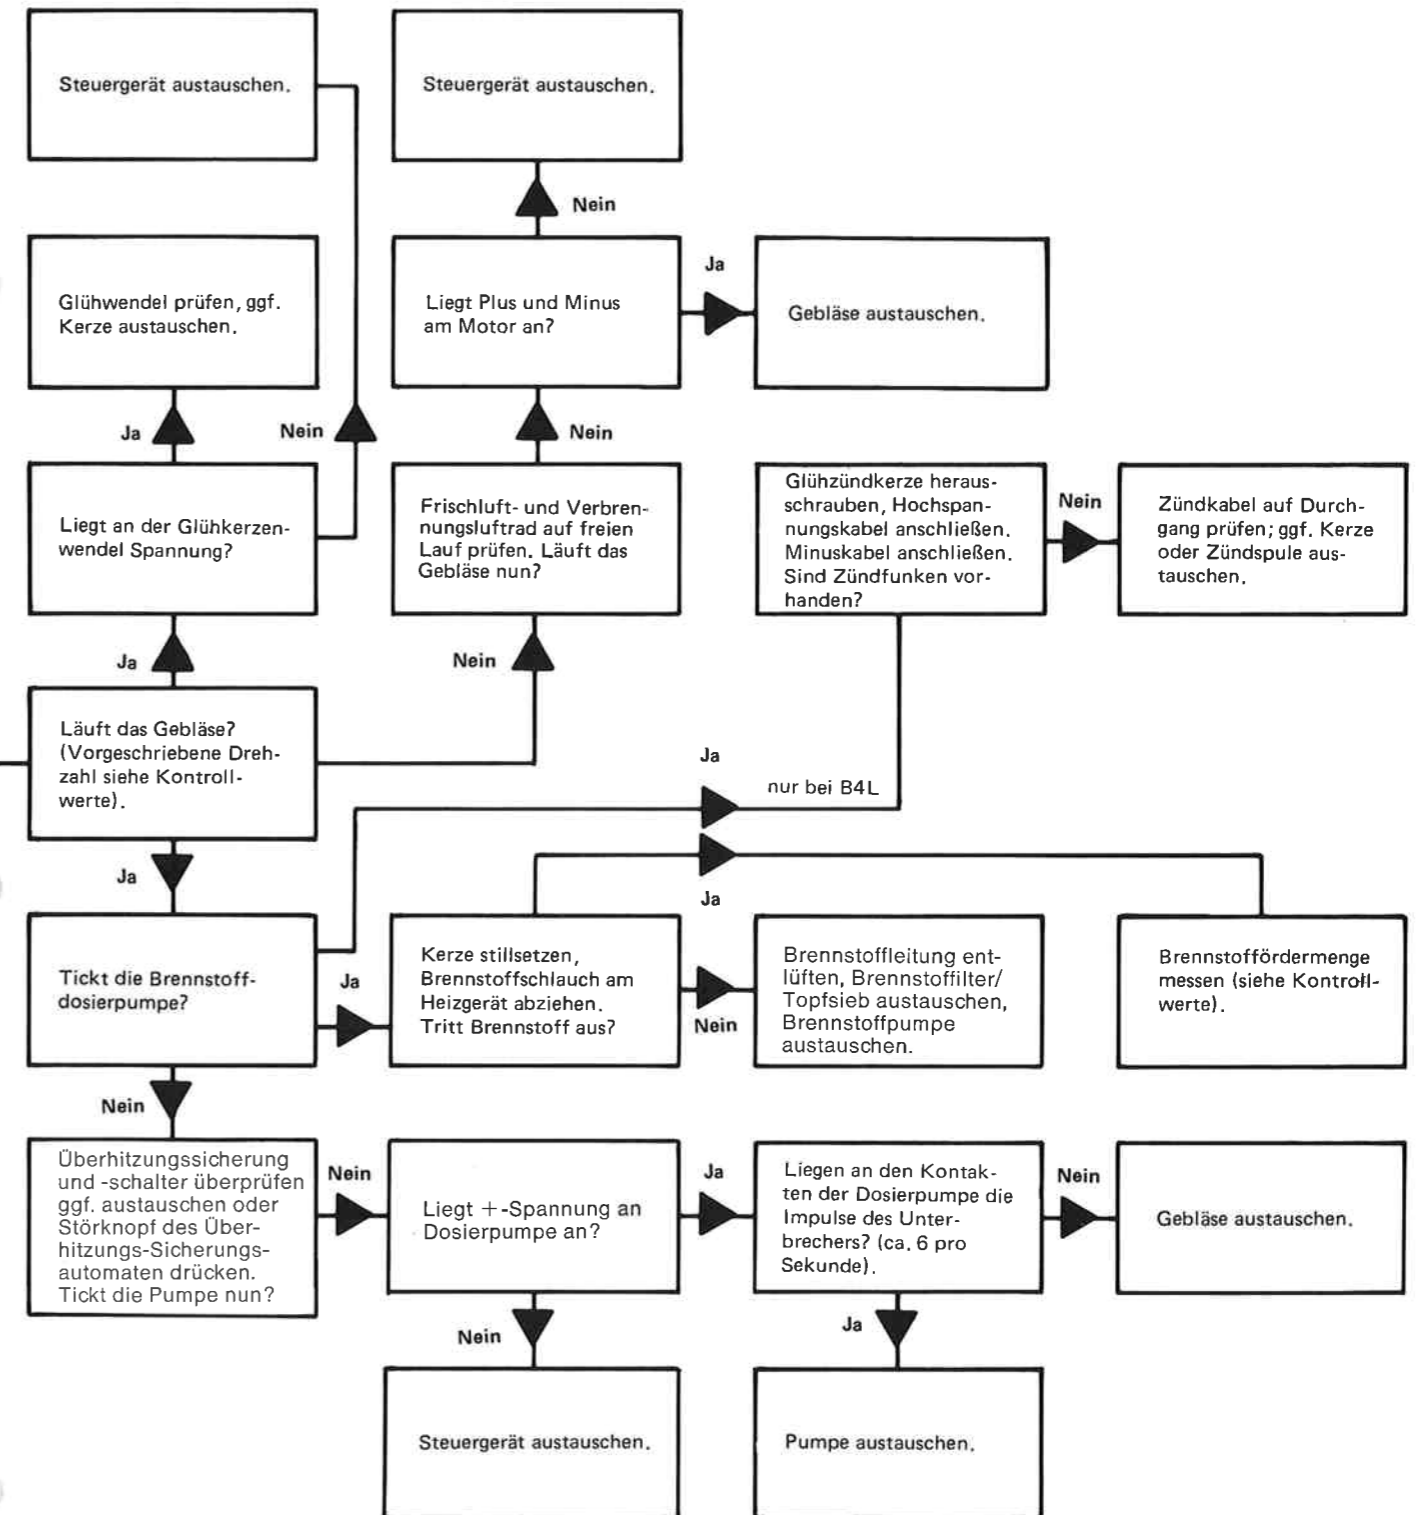 Steuergerät austauschen.
Steuergerät austauschen.
Nein
Glühwendel prüfen, ggf.
Kerze austauschen.
Liegt Plus und Minus
am Motor an?
Ja
Gebläse austauschen.
Ja
Nein
Nein
Liegt an der Glühkerzen-
wendel Spannung?
Frischluft- und Verbren-
nungsluftrad auf freien
Lauf prüfen. Läuft das
Gebläse nun?
Glühzündkerze heraus-
schrauben, Hochspan-
nungskabel anschließen.
Minuskabel anschließen.
Sind Zündfunken vor-
handen?
Nein
Zündkabel auf Durch-
gang prüfen; ggf. Kerze
oder Zündspule aus-
tauschen.
Ja
Nein
Läuft das Gebläse?
(Vorgeschriebene Dreh-
zahl siehe Kontroll-
werte).
Ja
nur bei B4L
Ja
Ja
Tickt die Brennstoff-
dosierpumpe?
Ja
Kerze stillsetzen,
Brennstoffschlauch am
Heizgerät abziehen.
Tritt Brennstoff aus?
Nein
Brennstoffleitung ent-
lüften, Brennstoffilter/
Topfsieb austauschen,
Brennstoffpumpe
austauschen.
Brennstoffördermenge
messen (siehe Kontroll-
werte).
Nein
Überhitzungssicherung
und -schalter überprüfen
ggf. austauschen oder
Störknopf des Über-
hitzungs-Sicherungs-
automaten drücken.
Tickt die Pumpe nun?
Nein
Liegt +-Spannung an
Dosierpumpe an?
Ja
Liegen an den Kontak-
ten der Dosierpumpe die
Impulse des Unter-
brechers? (ca. 6 pro
Sekunde).
Nein
Gebläse austauschen.
Nein
Ja
Steuergerät austauschen.
Pumpe austauschen.